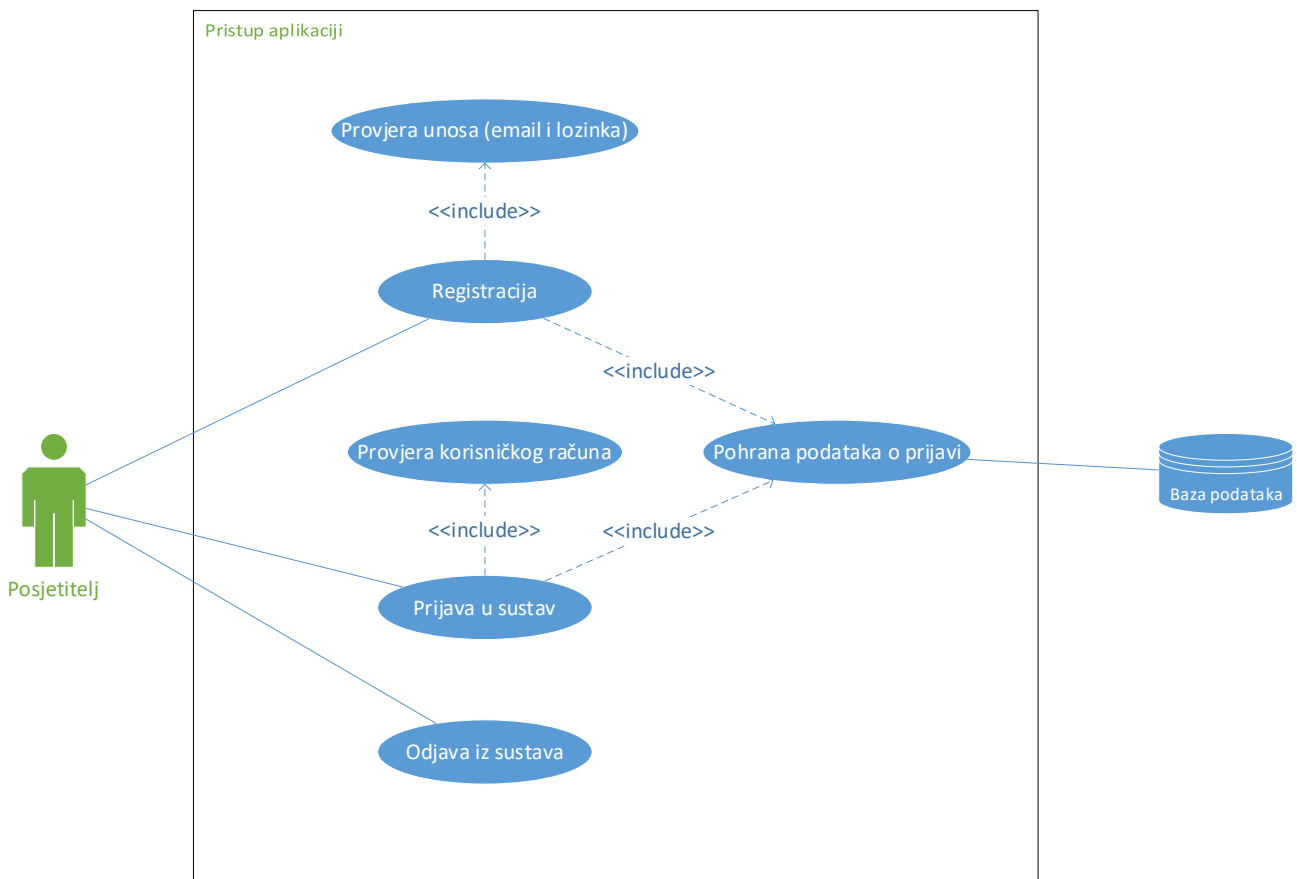 Pristup aplikaciji
Provjera unosa (email i lozinka)
<<include>>
Registracija
<<include>>
Provjera korisničkog računa
Pohrana podataka o prijavi
Baza podataka
<<include>>
<<include>>
Posjetitelj
Prijava u sustav
Odjava iz sustava